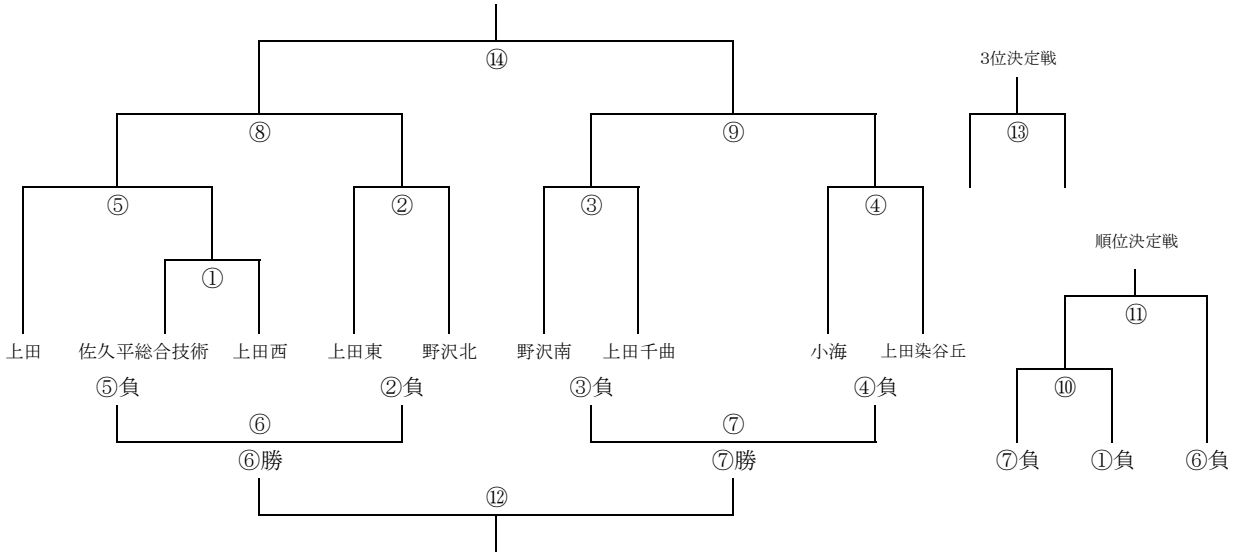 ⑭
3位決定戦
⑧
⑨
⑬
⑤
②
③
④
順位決定戦
①
⑪
上田 佐久平総合技術 上田西 上田東 野沢北 野沢南 上田千曲 小海 上田染谷丘
⑤負 ②負 ③負 ④負
⑩
⑥ ⑦
⑥勝 ⑦勝
⑦負 ①負 ⑥負
⑫